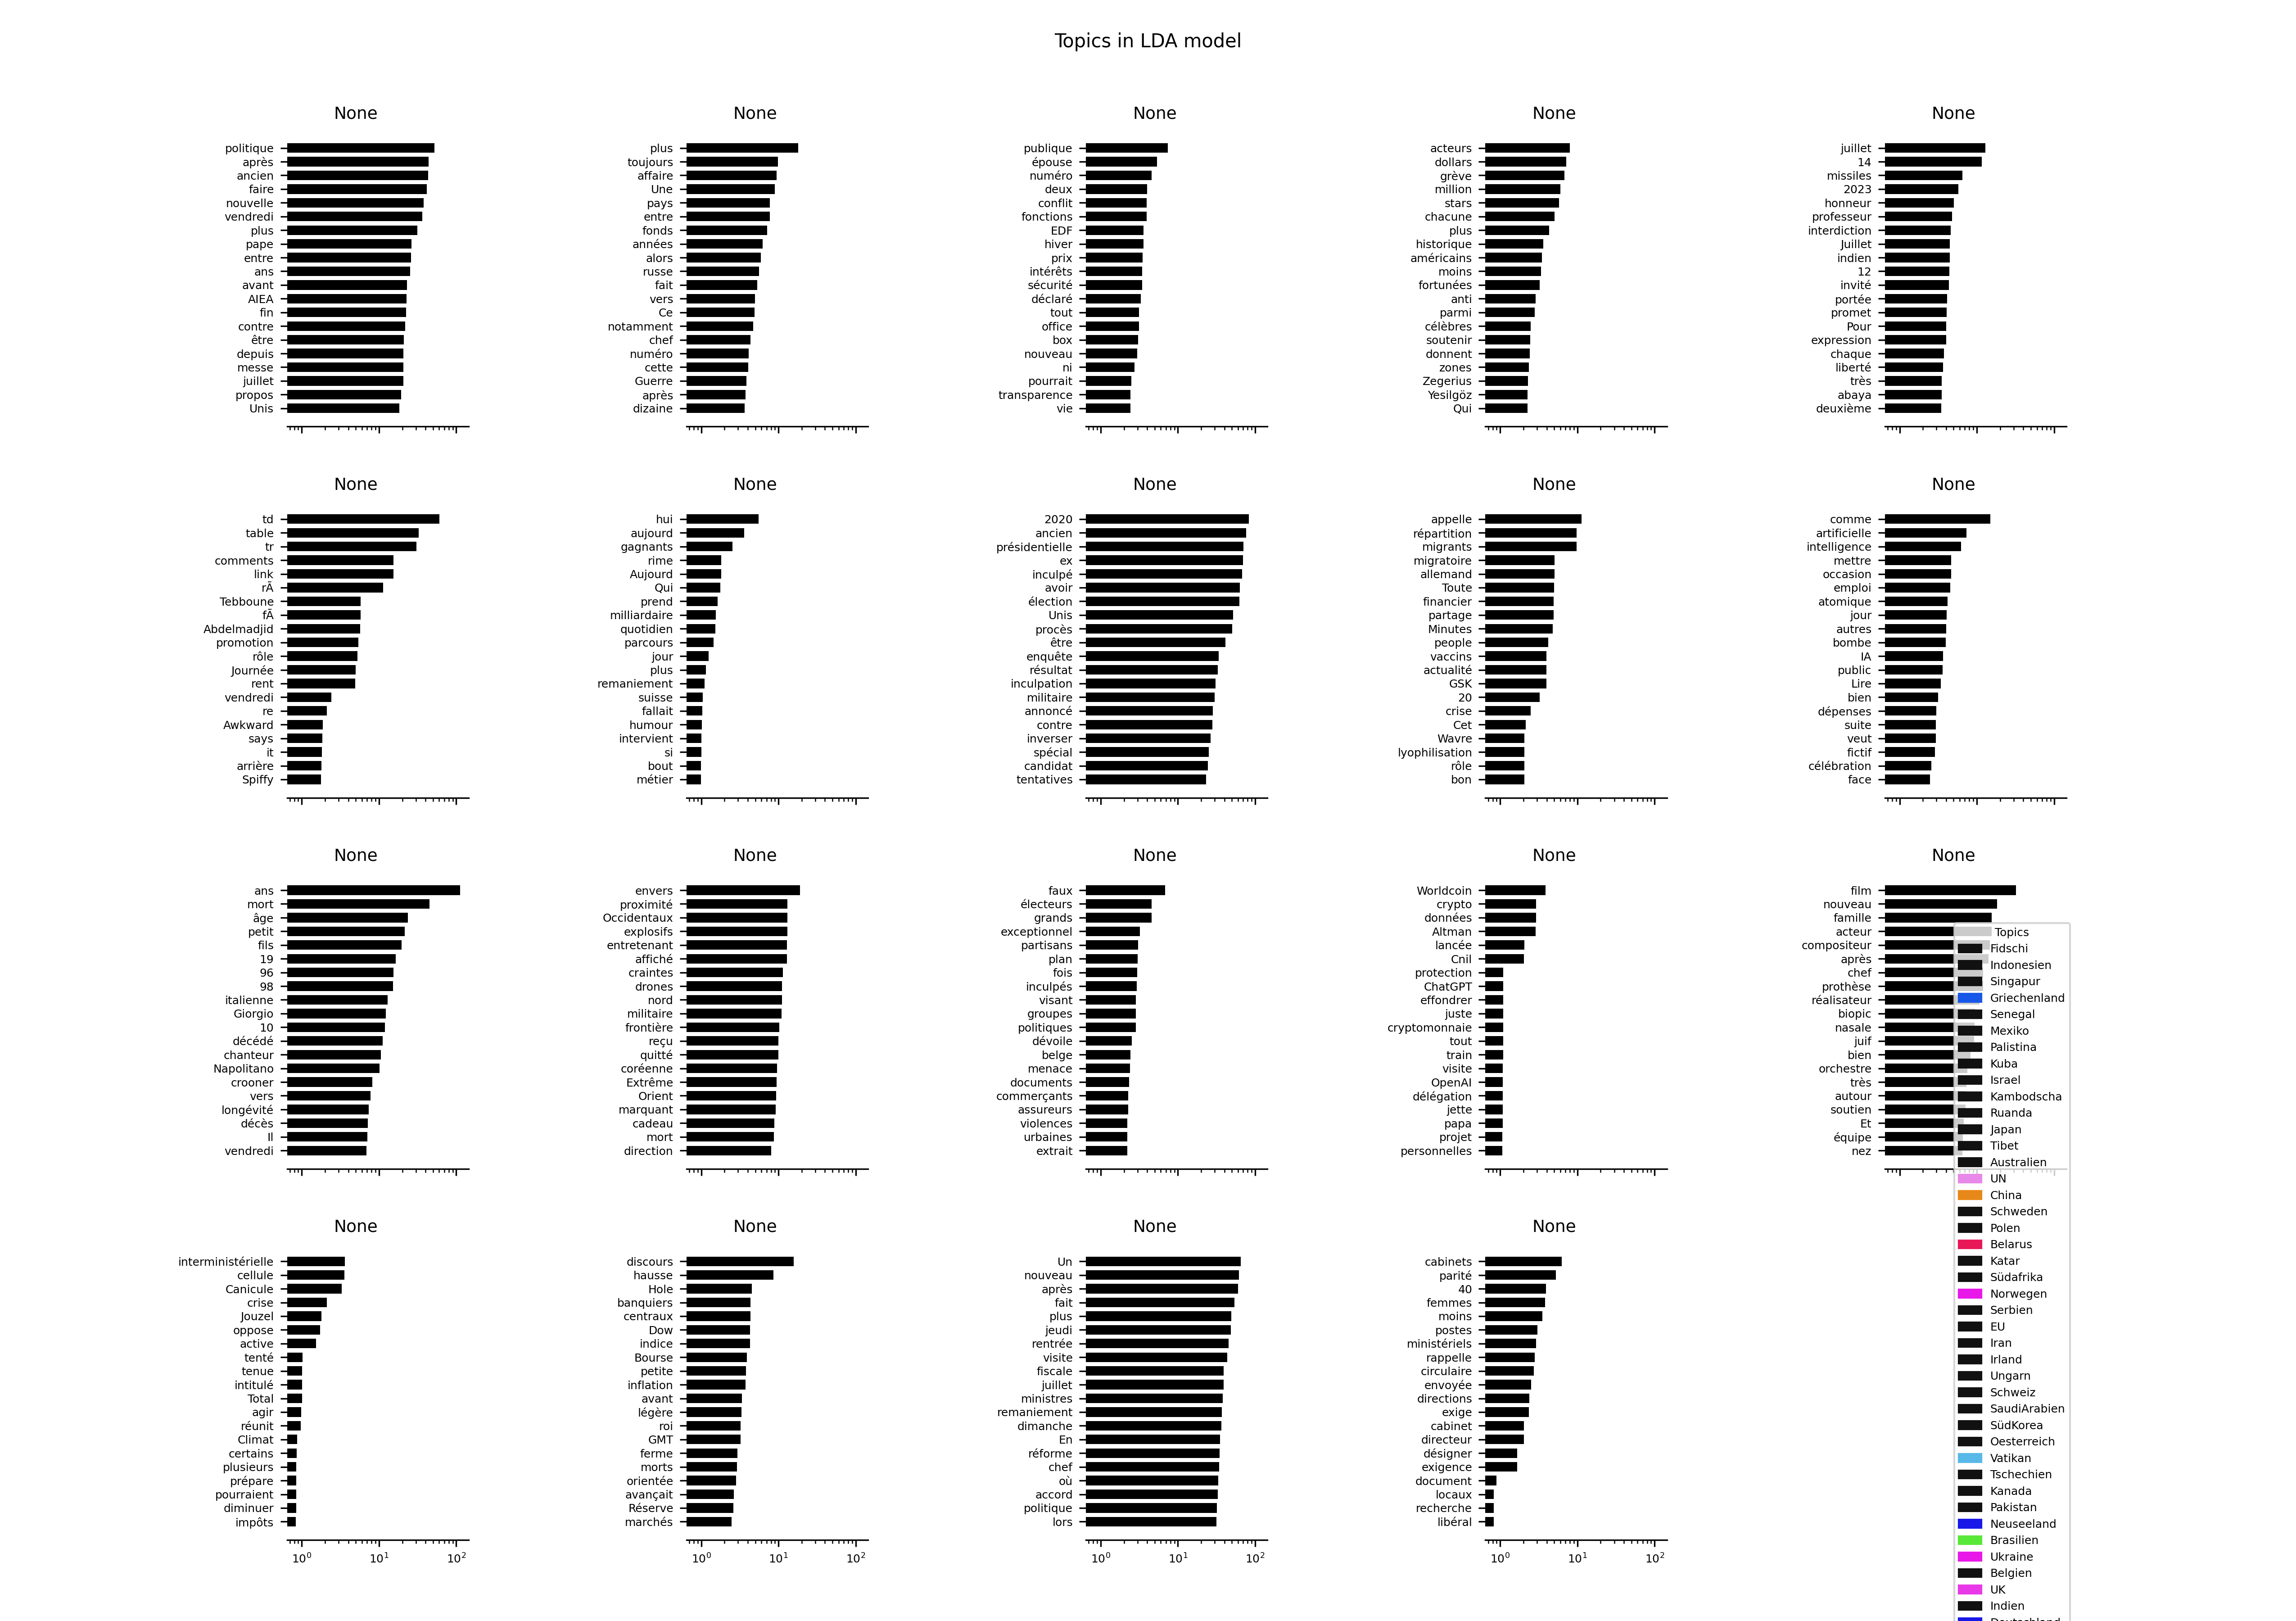 Topics in LDA model
None
politique
après
ancien
faire
nouvelle
vendredi
plus
pape
entre
ans
avant
AIEA
fin
contre
être
depuis
messe
juillet
propos
Unis
None
plus
toujours
affaire
Une
pays
entre
fonds
années
alors
russe
fait
vers
Ce
notamment
chef
numéro
cette
Guerre
après
dizaine
None
publique
épouse
numéro
deux
conflit
fonctions
EDF
hiver
prix
intérêts
sécurité
déclaré
tout
office
box
nouveau
ni
pourrait
transparence
vie
None
acteurs
dollars
grève
million
stars
chacune
plus
historique
américains
moins
fortunées
anti
parmi
célèbres
soutenir
donnent
zones
Zegerius
Yesilgöz
Qui
None
juillet
14
missiles
2023
honneur
professeur
interdiction
Juillet
indien
12
invité
portée
promet
Pour
expression
chaque
liberté
très
abaya
deuxième
None
td
table
tr
comments
link
rÃ
Tebboune
fÃ
Abdelmadjid
promotion
rôle
Journée
rent
vendredi
re
Awkward
says
it
arrière
Spiffy
None
hui
aujourd
gagnants
rime
Aujourd
Qui
prend
milliardaire
quotidien
parcours
jour
plus
remaniement
suisse
fallait
humour
intervient
si
bout
métier
None
2020
ancien
présidentielle
ex
inculpé
avoir
élection
Unis
procès
être
enquête
résultat
inculpation
militaire
annoncé
contre
inverser
spécial
candidat
tentatives
None
appelle
répartition
migrants
migratoire
allemand
Toute
financier
partage
Minutes
people
vaccins
actualité
GSK
20
crise
Cet
Wavre
lyophilisation
rôle
bon
None
comme
artificielle
intelligence
mettre
occasion
emploi
atomique
jour
autres
bombe
IA
public
Lire
bien
dépenses
suite
veut
fictif
célébration
face
None
ans
mort
âge
petit
fils
19
96
98
italienne
Giorgio
10
décédé
chanteur
Napolitano
crooner
vers
longévité
décès
Il
vendredi
None
envers
proximité
Occidentaux
explosifs
entretenant
affiché
craintes
drones
nord
militaire
frontière
reçu
quitté
coréenne
Extrême
Orient
marquant
cadeau
mort
direction
None
faux
électeurs
grands
exceptionnel
partisans
plan
fois
inculpés
visant
groupes
politiques
dévoile
belge
menace
documents
commerçants
assureurs
violences
urbaines
extrait
None
Worldcoin
crypto
données
Altman
lancée
Cnil
protection
ChatGPT
effondrer
juste
cryptomonnaie
tout
train
visite
OpenAI
délégation
jette
papa
projet
personnelles
None
film
nouveau
famille
acteur
compositeur
après
chef
prothèse
réalisateur
biopic
nasale
juif
bien
orchestre
très
autour
soutien
Et
équipe
nez
None
interministérielle
cellule
Canicule
crise
Jouzel
oppose
active
tenté
tenue
intitulé
Total
agir
réunit
Climat
certains
plusieurs
prépare
pourraient
diminuer
impôts
10⁰ 10¹ 10²
None
discours
hausse
Hole
banquiers
centraux
Dow
indice
Bourse
petite
inflation
avant
légère
roi
GMT
ferme
morts
orientée
avançait
Réserve
marchés
10⁰ 10¹ 10²
None
Un
nouveau
après
fait
plus
jeudi
rentrée
visite
fiscale
juillet
ministres
remaniement
dimanche
En
réforme
chef
où
accord
politique
lors
10⁰ 10¹ 10²
None
cabinets
parité
40
femmes
moins
postes
ministériels
rappelle
circulaire
envoyée
directions
exige
cabinet
directeur
désigner
exigence
document
locaux
recherche
libéral
10⁰ 10¹ 10²
Topics
Fidschi
Indonesien
Singapur
Griechenland
Senegal
Mexiko
Palistina
Kuba
Israel
Kambodscha
Ruanda
Japan
Tibet
Australien
UN
China
Schweden
Polen
Belarus
Katar
Südafrika
Norwegen
Serbien
EU
Iran
Irland
Ungarn
Schweiz
SaudiArabien
SüdKorea
Oesterreich
Vatikan
Tschechien
Kanada
Pakistan
Neuseeland
Brasilien
Ukraine
Belgien
UK
Indien